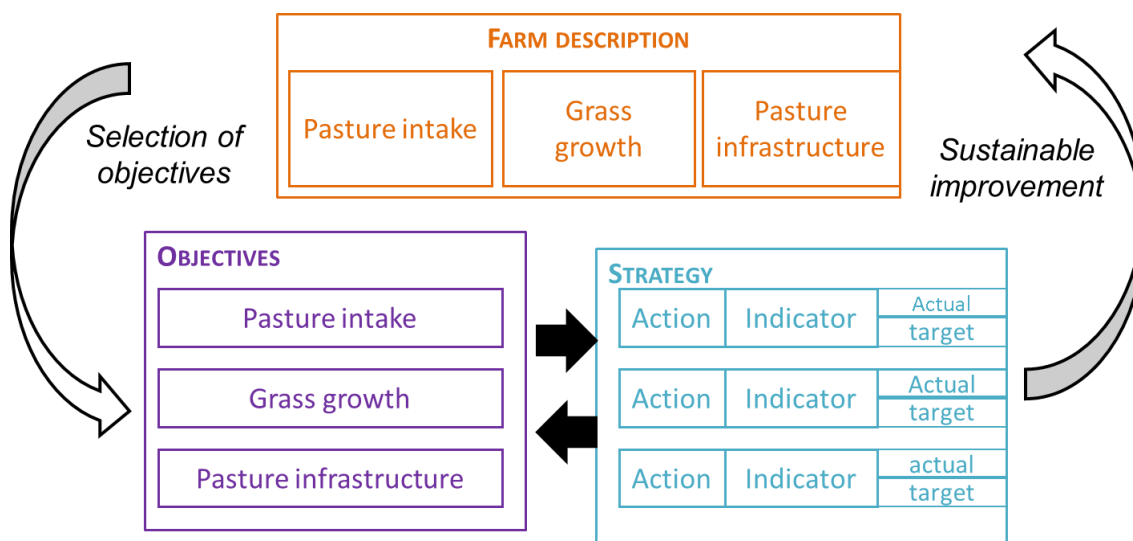 FARM DESCRIPTION
Pasture intake
Grass
growth
Pasture
infrastructure
Selection of
objectives
Sustainable
improvement
OBJECTIVES
Pasture intake
Grass growth
Pasture infrastructure
STRATEGY
Action Indicator Actual
target
Action Indicator Actual
target
Action Indicator actual
target